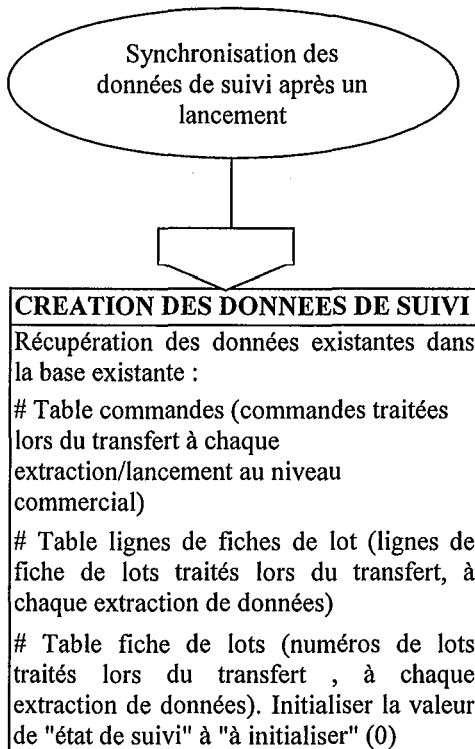 Synchronisation des
données de suivi après un
lancement
CREATION DES DONNEES DE SUIVI
Récupération des données existantes dans
la base existante :
# Table commandes (commandes traitées
lors du transfert à chaque
extraction/lancement au niveau
commercial)
# Table lignes de fiches de lot (lignes de
fiche de lots traités lors du transfert, à
chaque extraction de données)
# Table fiche de lots (numéros de lots
traités lors du transfert , à chaque
extraction de données). Initialiser la valeur
de "état de suivi" à "à initialiser" (0)